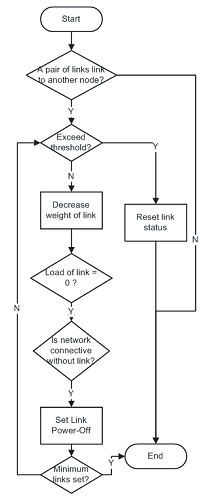 Start
A pair of links link
to another node?
Y
Exceed
threshold?
Y
N
Decrease
weight of link
Reset link
status
N
Load of link =
0 ?
N
Y
Is network
connective
without link?
Y
Set Link
Power-Off
Minimum
links set?
Y
End